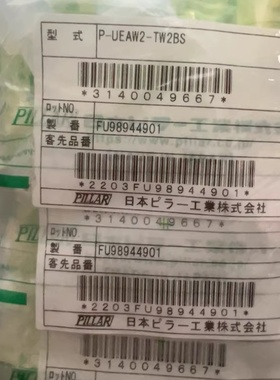 型式 P-UEAW2-TW2BS
*3140049667*
ロットNO
製番 FU98944901
客先品番
*2203FU98944901*
PILLAR 日本ピラー工業株式会社
*3140049667*
ロットNO
製番 FU98944901
客先品番
*2203FU98944901*
PILLAR 日本ピラー工業株式会社